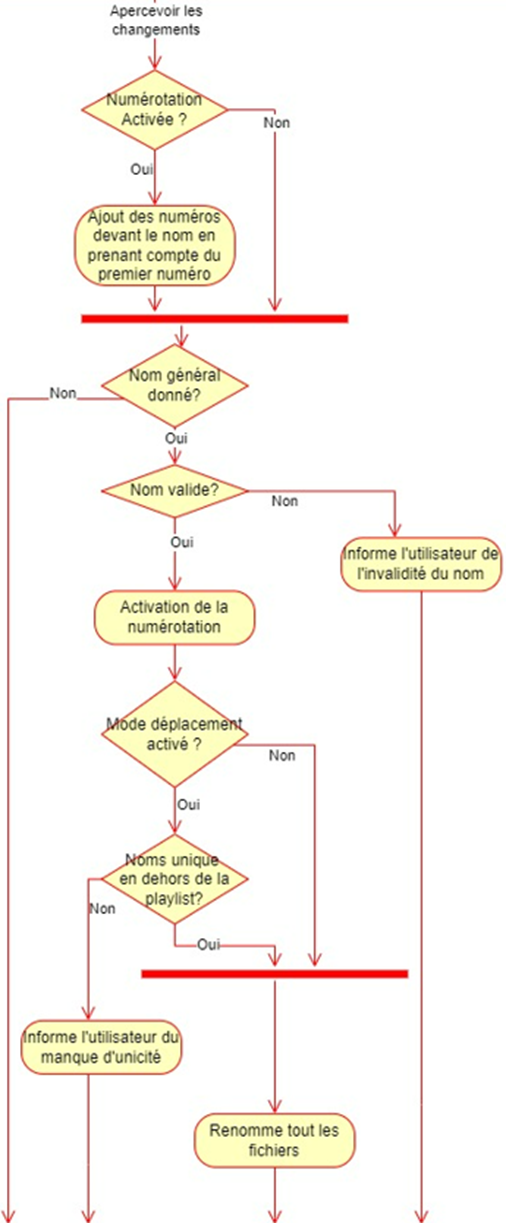 Apercevoir les
changements
Numérotation
Activée ?
Non
Oui
Ajout des numéros
devant le nom en
prenant compte du
premier numéro
Nom général
donné?
Non
Oui
Nom valide?
Non
Oui
Informe l'utilisateur de
l'invalidité du nom
Activation de la
numérotation
Mode déplacement
activé ?
Non
Oui
Noms unique
en dehors de la
playlist?
Non
Oui
Informe l'utilisateur du
manque d'unicité
Renomme tout les
fichiers